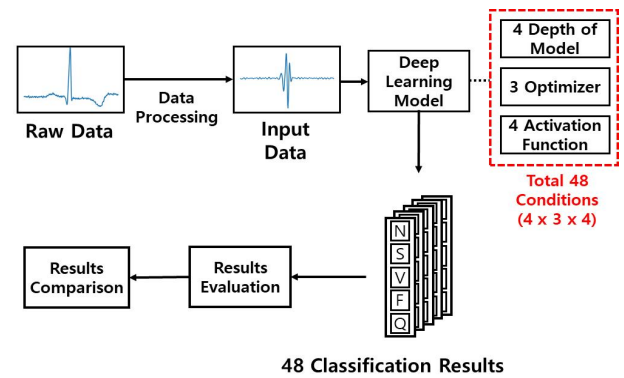 Raw Data
Data
Processing
Input
Data
Deep
Learning
Model
4 Depth of
Model
3 Optimizer
4 Activation
Function
Total 48
Conditions
(4 x 3 x 4)
N
S
V
F
Q
Results
Evaluation
Results
Comparison
48 Classification Results